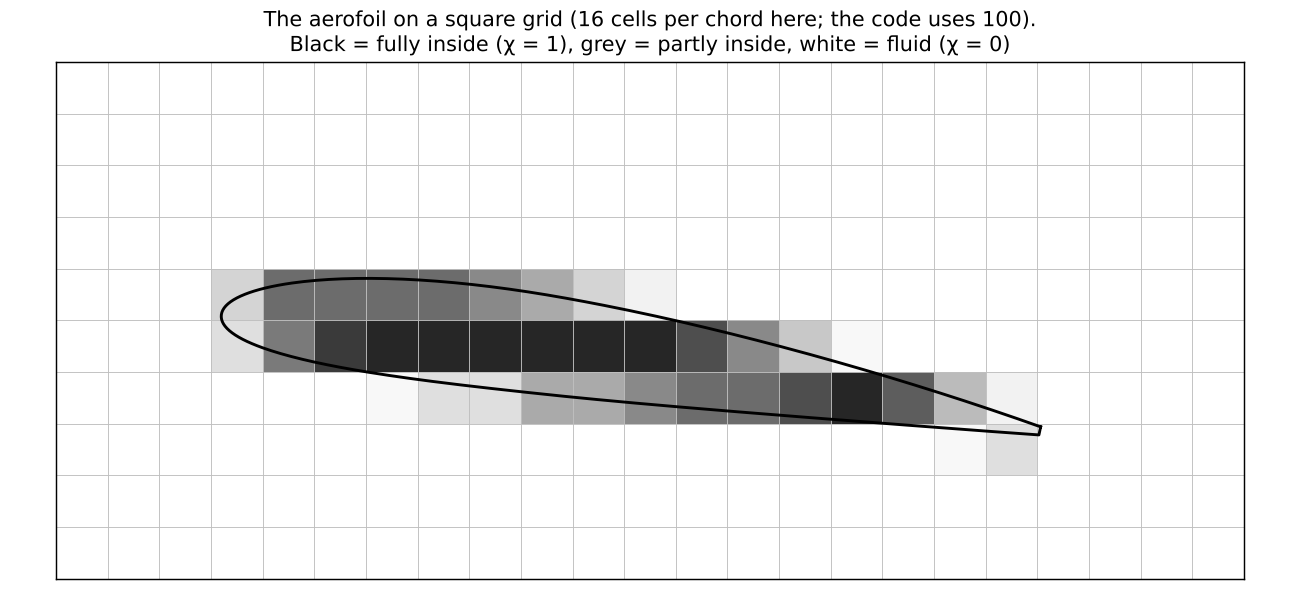 The aerofoil on a square grid (16 cells per chord here; the code uses 100).
Black = fully inside (χ = 1), grey = partly inside, white = fluid (χ = 0)